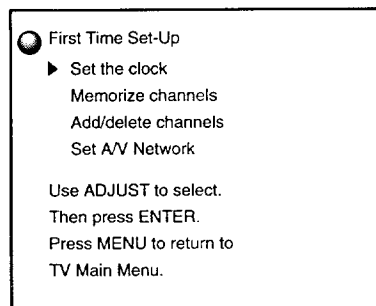 First Time Set-Up
Set the clock
Memorize channels
Add/delete channels
Set A/V Network
Use ADJUST to select.
Then press ENTER.
Press MENU to return to
TV Main Menu.